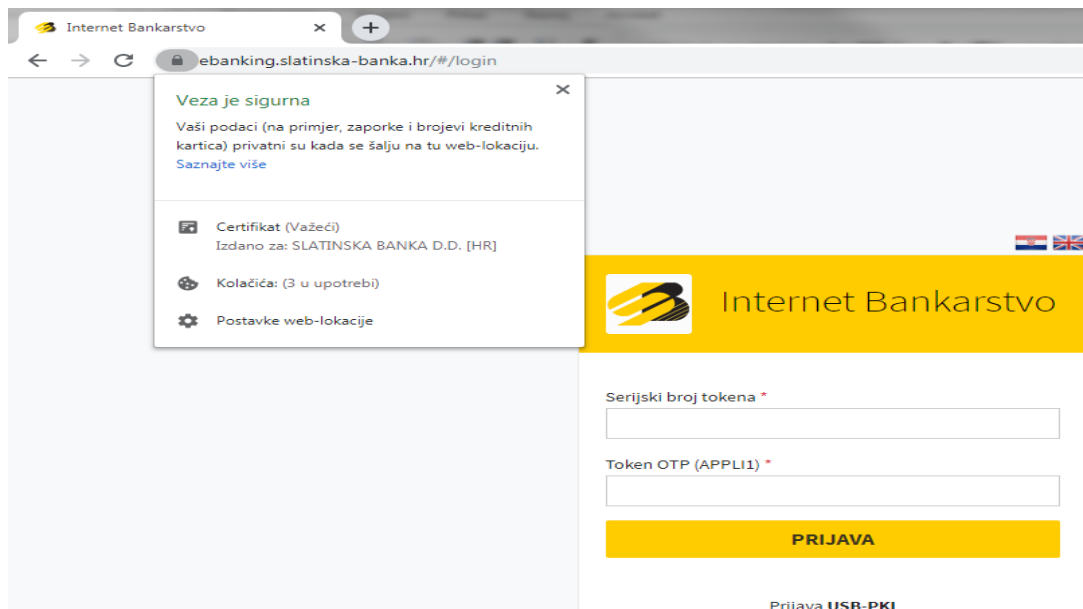 Internet Bankarstvo
ebanking.slatinska-banka.hr/#/login
Veza je sigurna
Vaši podaci (na primjer, zaporke i brojevi kreditnih
kartica) privatni su kada se šalju na tu web-lokaciju.
Saznajte više
Certifikat (Važeći)
Izdano za: SLATINSKA BANKA D.D. [HR]
Kolačića: (3 u upotrebi)
Postavke web-lokacije
Internet Bankarstvo
Serijski broj tokena *
Token OTP (APPLI1) *
PRIJAVA
Prijava USB-PKI